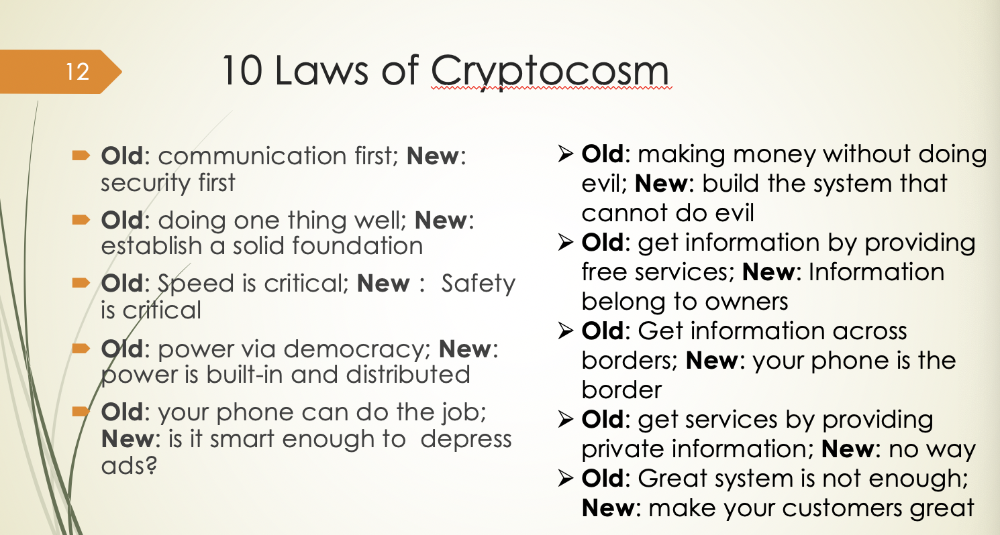 12
10 Laws of Cryptocosm
Old: communication first; New:
security first
Old: doing one thing well; New:
establish a solid foundation
Old: Speed is critical; New : Safety
is critical
Old: power via democracy; New:
power is built-in and distributed
Old: your phone can do the job;
New: is it smart enough to depress
ads?
Old: making money without doing
evil; New: build the system that
cannot do evil
Old: get information by providing
free services; New: Information
belong to owners
Old: Get information across
borders; New: your phone is the
border
Old: get services by providing
private information; New: no way
Old: Great system is not enough;
New: make your customers great